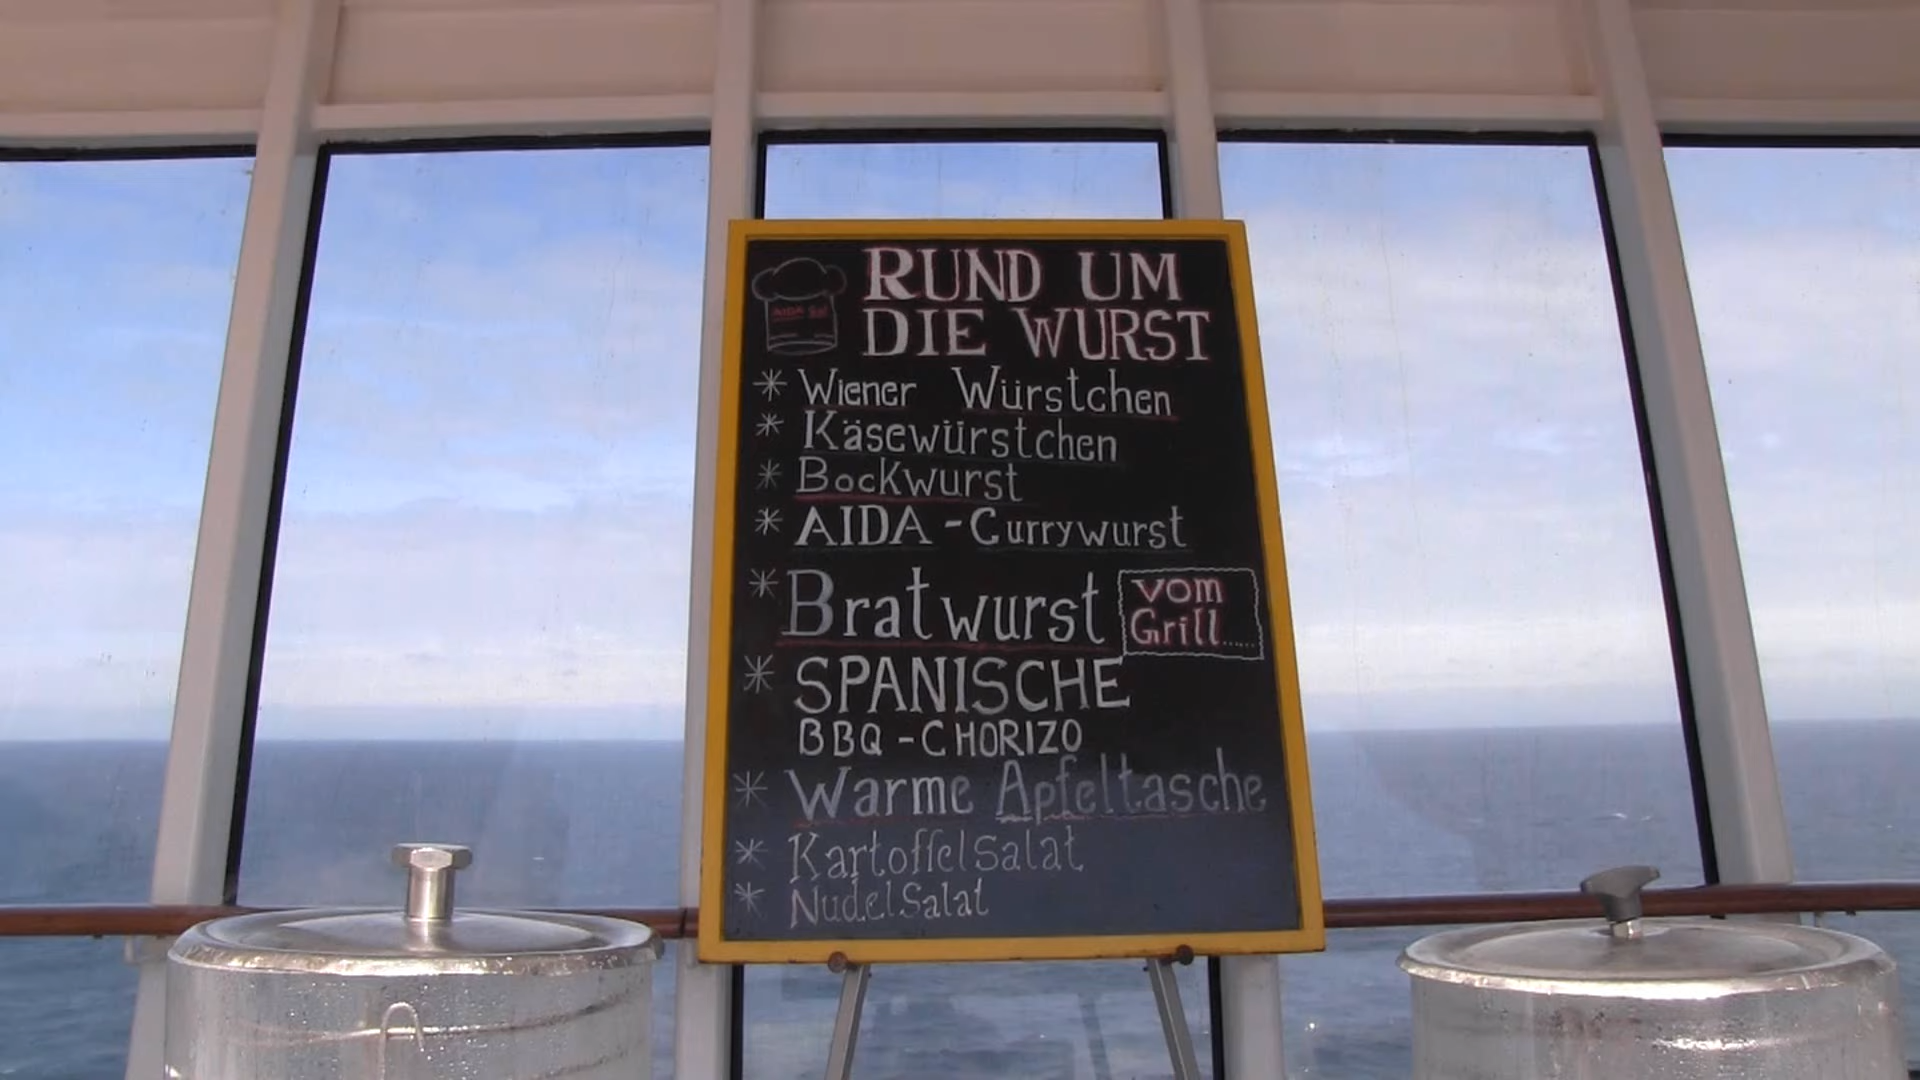 RUND UM
DIE WURST
* Wiener Würstchen
* Käsewürstchen
* Bockwurst
* AIDA - Currywurst
* Bratwurst vom
Grill.....
* SPANISCHE
BBQ - CHORIZO
* Warme Apfeltasche
* Kartoffelsalat
* Nudelsalat
AIDA